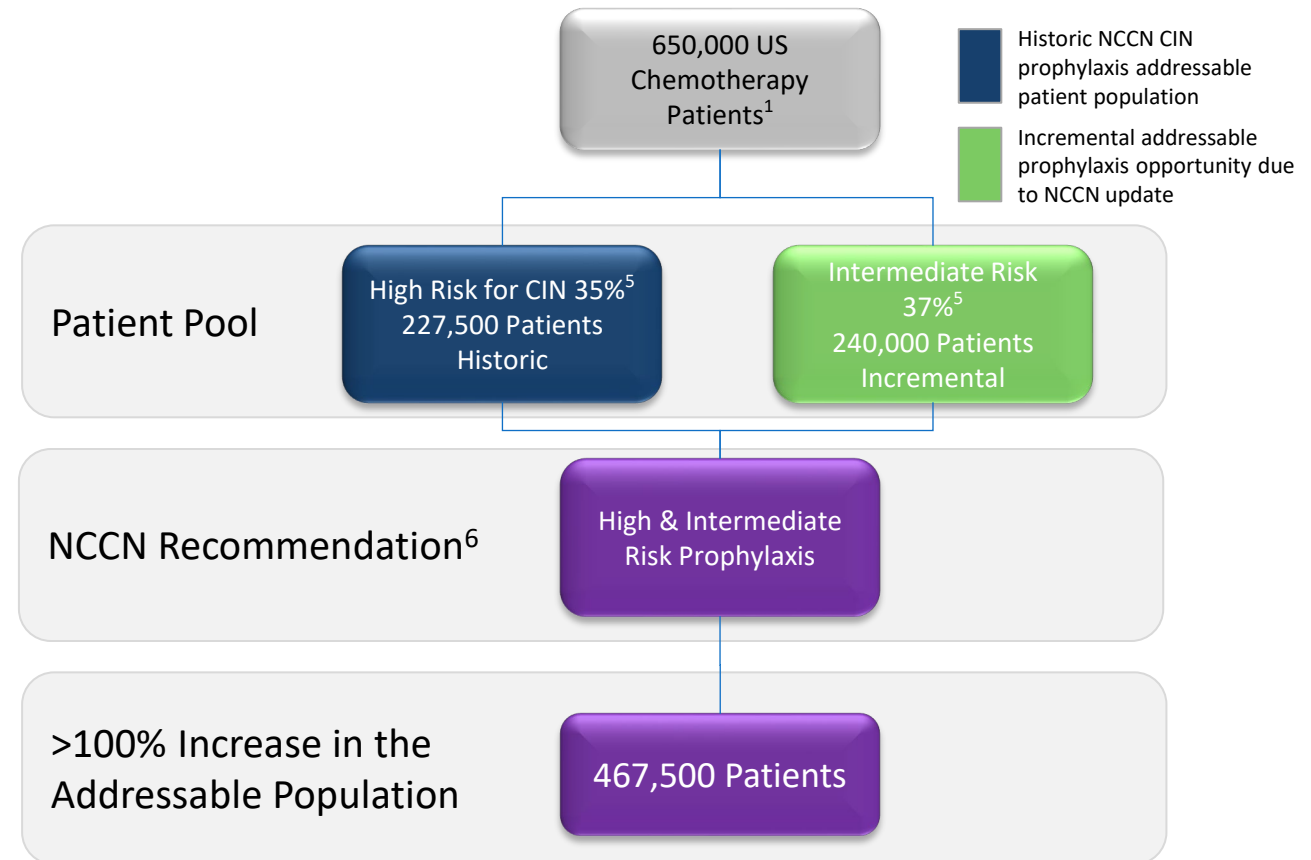 650,000 US
Chemotherapy
Patients1
Historic NCCN CIN
prophylaxis addressable
patient population
Incremental addressable
prophylaxis opportunity due
to NCCN update
Patient Pool
High Risk for CIN 35%5
227,500 Patients
Historic
Intermediate Risk
37%5
240,000 Patients
Incremental
NCCN Recommendation6
High & Intermediate
Risk Prophylaxis
>100% Increase in the
Addressable Population
467,500 Patients